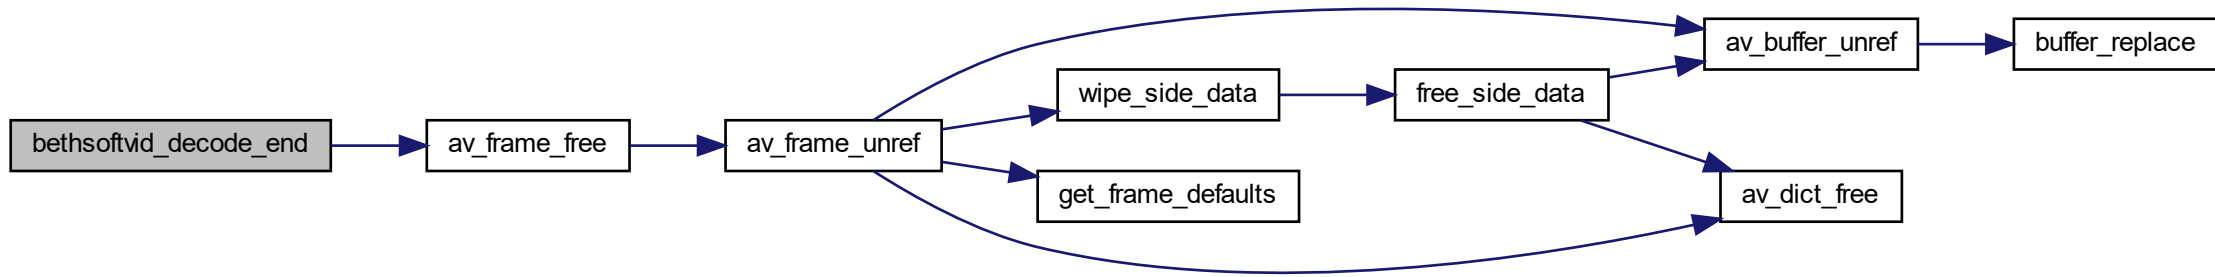 bethsoftvid_decode_end
av_frame_free
av_frame_unref
wipe_side_data
get_frame_defaults
free_side_data
av_buffer_unref
av_dict_free
buffer_replace